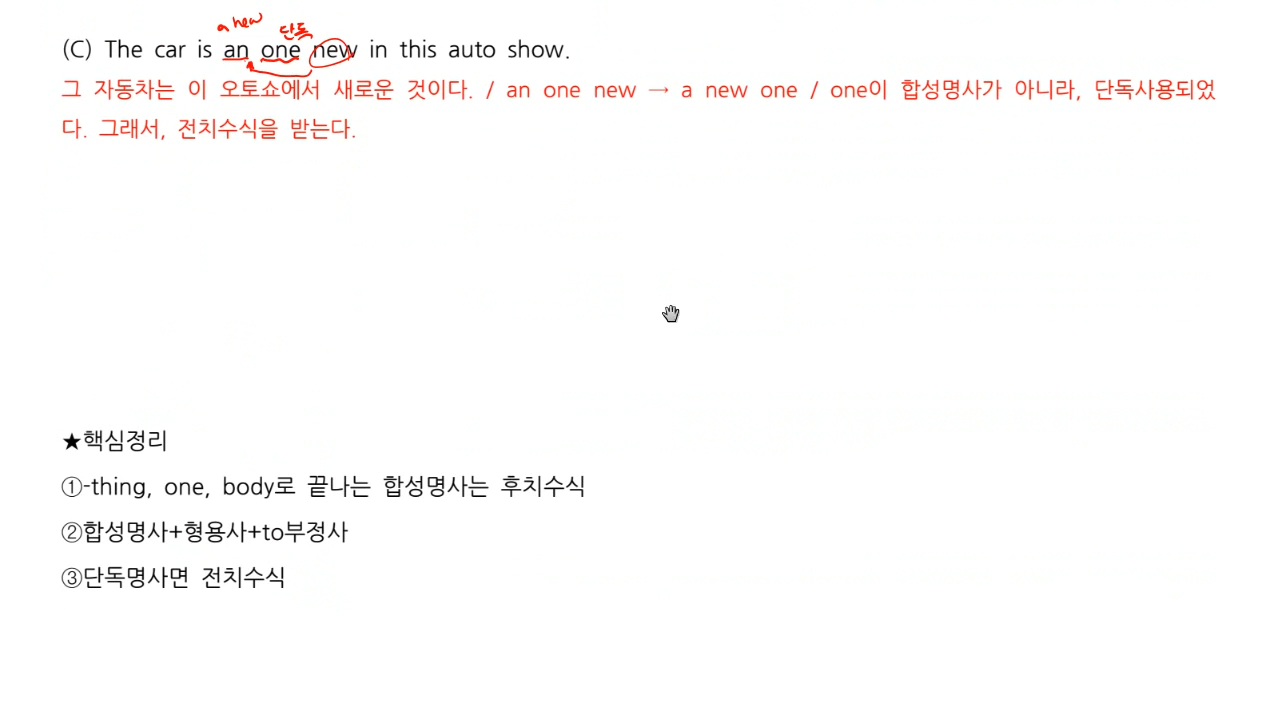 a new 단독
(C) The car is an one new in this auto show.
그 자동차는 이 오토쇼에서 새로운 것이다. / an one new → a new one / one이 합성명사가 아니라, 단독사용되었
다. 그래서, 전치수식을 받는다.
★핵심정리
①-thing, one, body로 끝나는 합성명사는 후치수식
②합성명사+형용사+to부정사
③단독명사면 전치수식